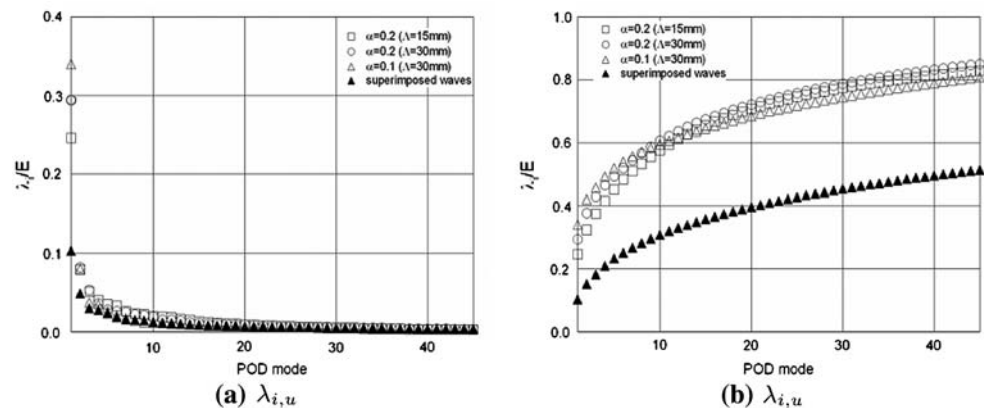 0.4
0.3
0.2
0.1
0.0
λᵢ/E
□ α=0.2 (Λ=15mm)
○ α=0.2 (Λ=30mm)
△ α=0.1 (Λ=30mm)
▲ superimposed waves
10 20 30 40
POD mode
(a) λ_{i,u}
1.0
0.8
0.6
0.4
0.2
0.0
λᵢ/E
□ α=0.2 (Λ=15mm)
○ α=0.2 (Λ=30mm)
△ α=0.1 (Λ=30mm)
▲ superimposed waves
10 20 30 40
POD mode
(b) λ_{i,u}